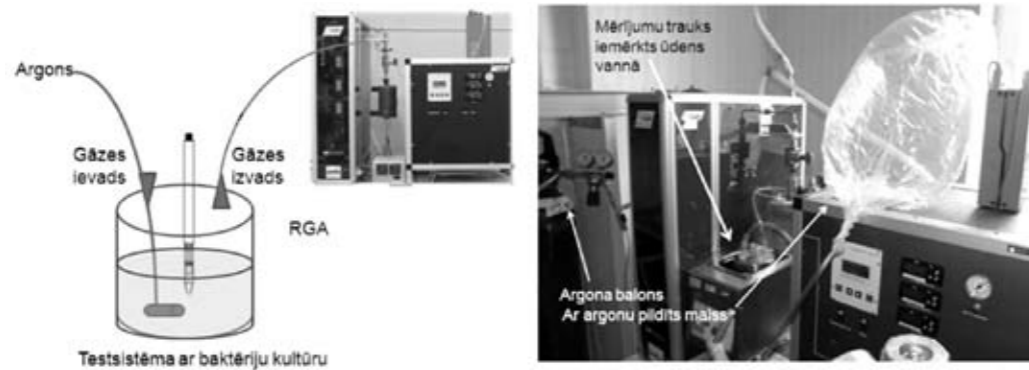 Argons
Gāzes
ievads
Gāzes
izvads
RGA
Testsistēma ar baktēriju kultūru
Mērījumu trauks
iemērkts ūdens
vannā
Argona balons
Ar argonu pildīts maiss